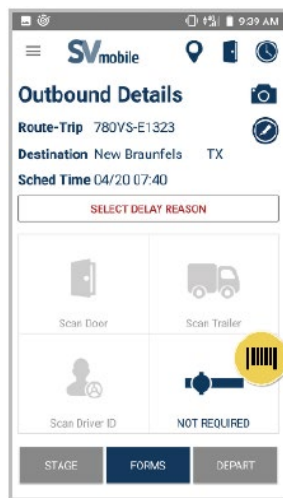 9:39 AM
SVmobile
Outbound Details
Route-Trip 780VS-E1323
Destination New Braunfels TX
Sched Time 04/20 07:40
SELECT DELAY REASON
Scan Door Scan Trailer
Scan Driver ID NOT REQUIRED
STAGE FORMS DEPART